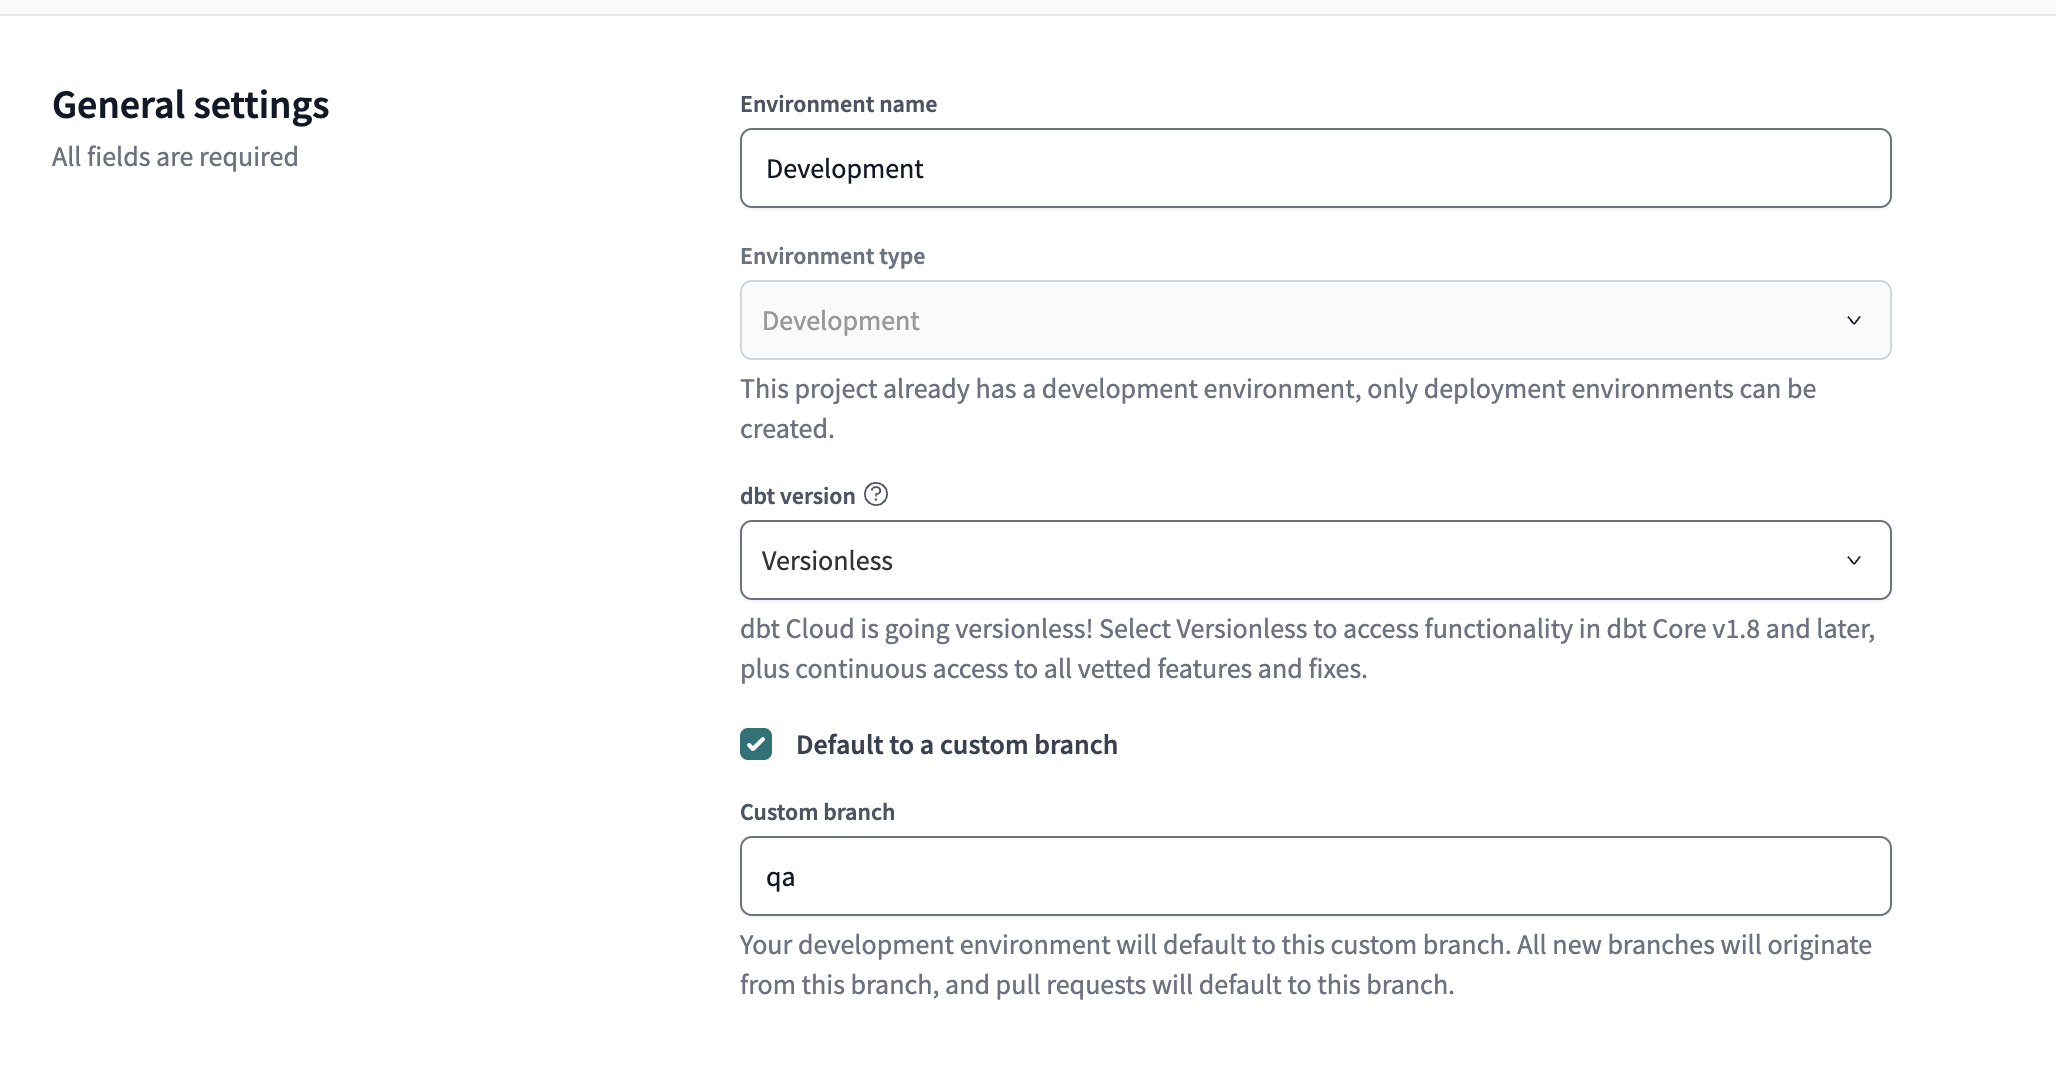 General settings
All fields are required
Environment name
Development
Environment type
Development
This project already has a development environment, only deployment environments can be
created.
dbt version
Versionless
dbt Cloud is going versionless! Select Versionless to access functionality in dbt Core v1.8 and later,
plus continuous access to all vetted features and fixes.
Default to a custom branch
Custom branch
qa
Your development environment will default to this custom branch. All new branches will originate
from this branch, and pull requests will default to this branch.